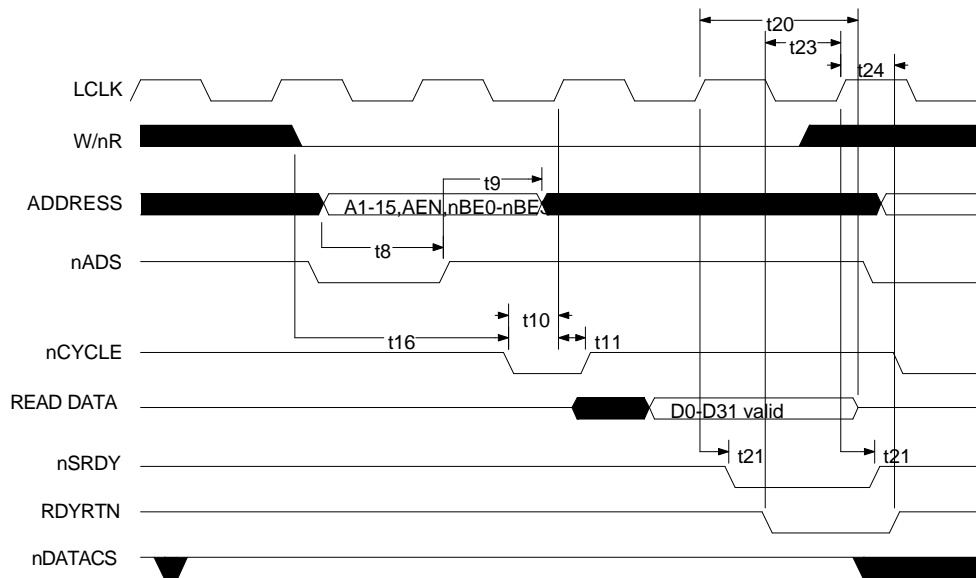 t20
t23
t24
LCLK
W/nR
t9
ADDRESS
A1-15,AEN,nBE0-nBE
t8
nADS
t10
t16
t11
nCYCLE
READ DATA
D0-D31 valid
t21
t21
nSRDY
RDYRTN
nDATACS